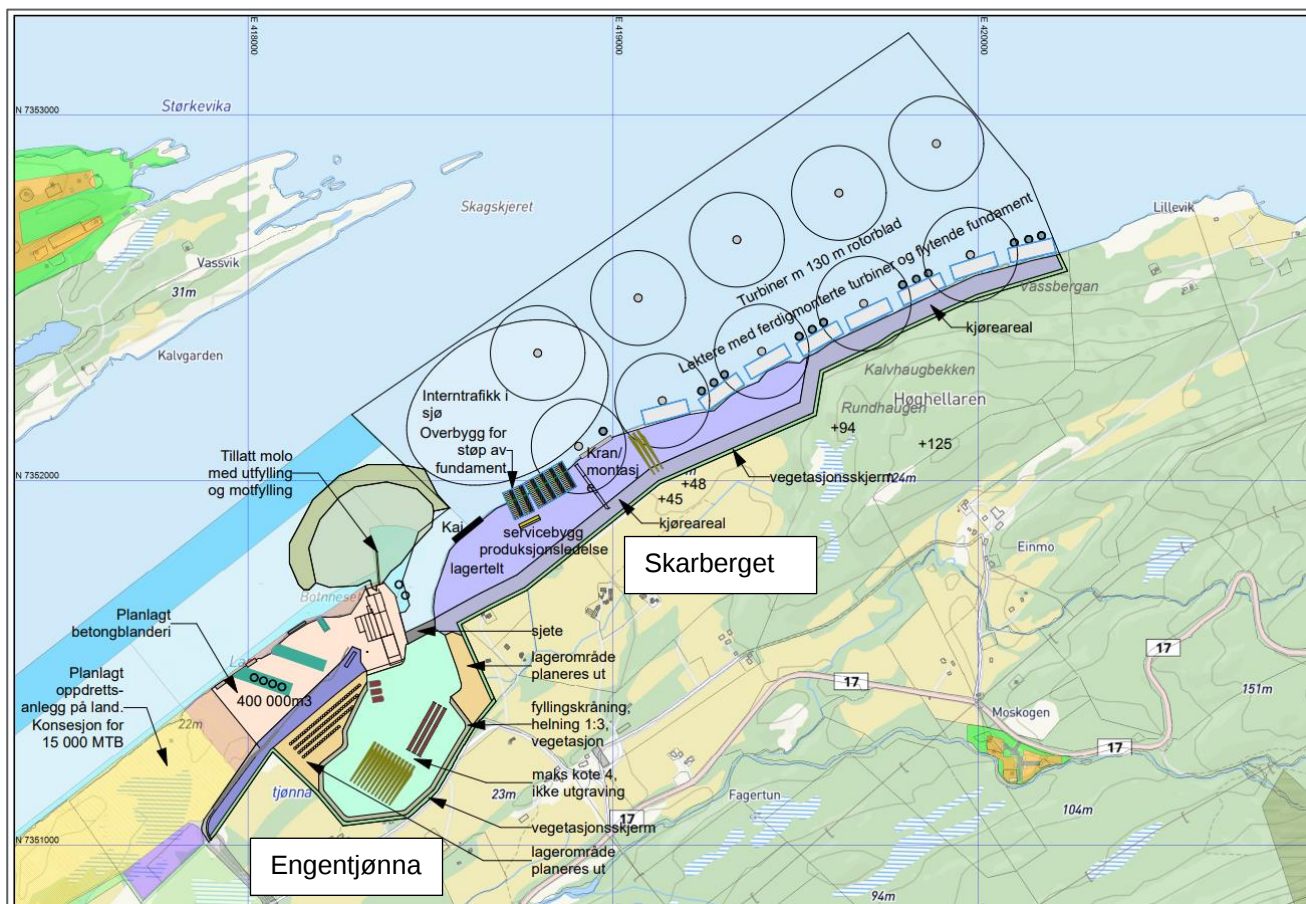 E 418000
E 419000
E 420000
N 7353000
Størkevika
Skagskjeret
Lillevik
Vassvik
31m
Kalvgarden
Turbiner m 130 m rotorblad
Lektere med ferdigmonterte turbiner og flytende fundament
Vassbergan
kjøreareal
Kalvhaugbekken
Høghellaren
Rundhaugen
+94
+125
124m
Interntrafikk i
sjø
Overbygg for
støp av
fundament
Kran/
montasj
Tillatt molo
med utfylling
og motfylling
N 7352000
+48
+45
vegetasjonsskjerm
kjøreareal
Kai
servicebygg
produksjonsledelse
lagertelt
Skarberget
Einmo
Båtneset
Planlagt
betongblanderi
sjete
lagerområde
planeres ut
17
17
Planlagt
oppdretts-
anlegg på land.
Konsesjon for
15 000 MTB
400 000m3
22m
fyllingskråning,
helning 1:3,
vegetasjon
151m
Moskogen
17
maks kote 4,
ikke utgraving
tjønna
23m
Fagertun
104m
17
vegetasjonsskjerm
N 7351000
lagerområde
planeres ut
Engentjønna
94m